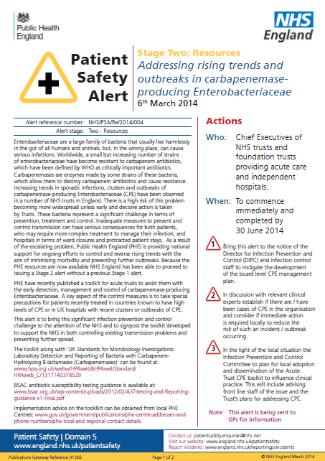 Public Health
England
NHS
England
Patient
Safety
Alert
Stage Two: Resources
Addressing rising trends and
outbreaks in carbapenemase-
producing Enterobacteriaceae
6th March 2014
Alert reference number: NHS/PSA/Re/2014/004
Alert stage: Two - Resources
Enterobacteriaceae are a large family of bacteria that usually live harmlessly
in the gut of all humans and animals, but, in the wrong place, can cause
serious infections. Worldwide, a small but increasing number of strains
of enterobacteriaceae have become resistant to carbapenem antibiotics,
which have been defined by WHO as critically important antibiotics.
Carbapenemases are enzymes made by some strains of these bacteria,
which allow them to destroy carbapenem antibiotics and cause resistance.
Increasing trends in sporadic infections, clusters and outbreaks of
carbapenemase-producing Enterobacteriaceae (CPE) have been observed
in a number of NHS trusts in England. There is a high risk of this problem
becoming more widespread unless early and decisive action is taken
by Trusts. These bacteria represent a significant challenge in terms of
prevention, treatment and control. Inadequate measures to prevent and
control transmission can have serious consequences for both patients,
who may require more complex treatment to manage their infection, and
hospitals in terms of ward closures and protracted patient stays. As a result
of the escalating problem, Public Health England (PHE) is providing national
support for ongoing efforts to control and reverse rising trends with the
aim of minimising morbidity and preventing further outbreaks. Because the
PHE resources are now available NHS England has been able to proceed to
issuing a Stage 2 alert without a previous Stage 1 alert.
PHE have recently published a toolkit for acute trusts to assist them with
the early detection, management and control of carbapenemase-producing
Enterobacteriaceae. A key aspect of the control measures is to take special
precautions for patients recently treated in countries known to have high
levels of CPE or in UK hospitals with recent clusters or outbreaks of CPE.
This alert is to bring this significant infection prevention and control
challenge to the attention of the NHS and to signpost the toolkit developed
to support the NHS in both controlling existing transmission problems and
preventing further spread.
The toolkit along with 'UK Standards for Microbiology Investigations:
Laboratory Detection and Reporting of Bacteria with Carbapenem-
Hydrolysing β-lactamases (Carbapenemases)' can be found at:
www.hpa.org.uk/webw/HPAweb&HPAwebStandard/
HPAweb_C/1317140378529
BSAC antibiotic susceptibility testing guidance is available at:
guidance-v1-Final.pdf
Implementation advice on the toolkit can be obtained from local PHE
Centres: www.gov.uk/government/publications/phe-centre-addresses-and-
phone-numbers/phe-local-and-regional-contact-details
Actions
Who: Chief Executives of
NHS trusts and
foundation trusts
providing acute care
and independent
hospitals.
When: To commence
immediately and
completed by
30 June 2014
1 Bring this alert to the notice of the
Director for Infection Prevention and
Control (DIPC) and infection control
staff to instigate the development
of the board level CPE management
plan.
2 In discussion with relevant clinical
experts establish if there are / have
been cases of CPE in the organisation
and consider if immediate action
is required locally to reduce the
risk of such an incident / outbreak
occurring.
3 In the light of the local situation the
Infection Prevention and Control
Committee to plan for local adoption
and dissemination of the Acute
Trust CPE toolkit to influence clinical
practice. This will include advising
front line staff of the issue and the
Trust's plans for addressing CPE.
Note: This alert is being sent to
GPs for information
Patient Safety | Domain 5
www.england.nhs.uk/patientsafety
Contact us: patientsafety.enquiries@nhs.net
Visit our website: www.england.nhs.uk/patientsafety
Report incidents: www.england.nhs.uk/reportingincidents
Publications Gateway Reference 01266
Page 1 of 2
© NHS England March 2014